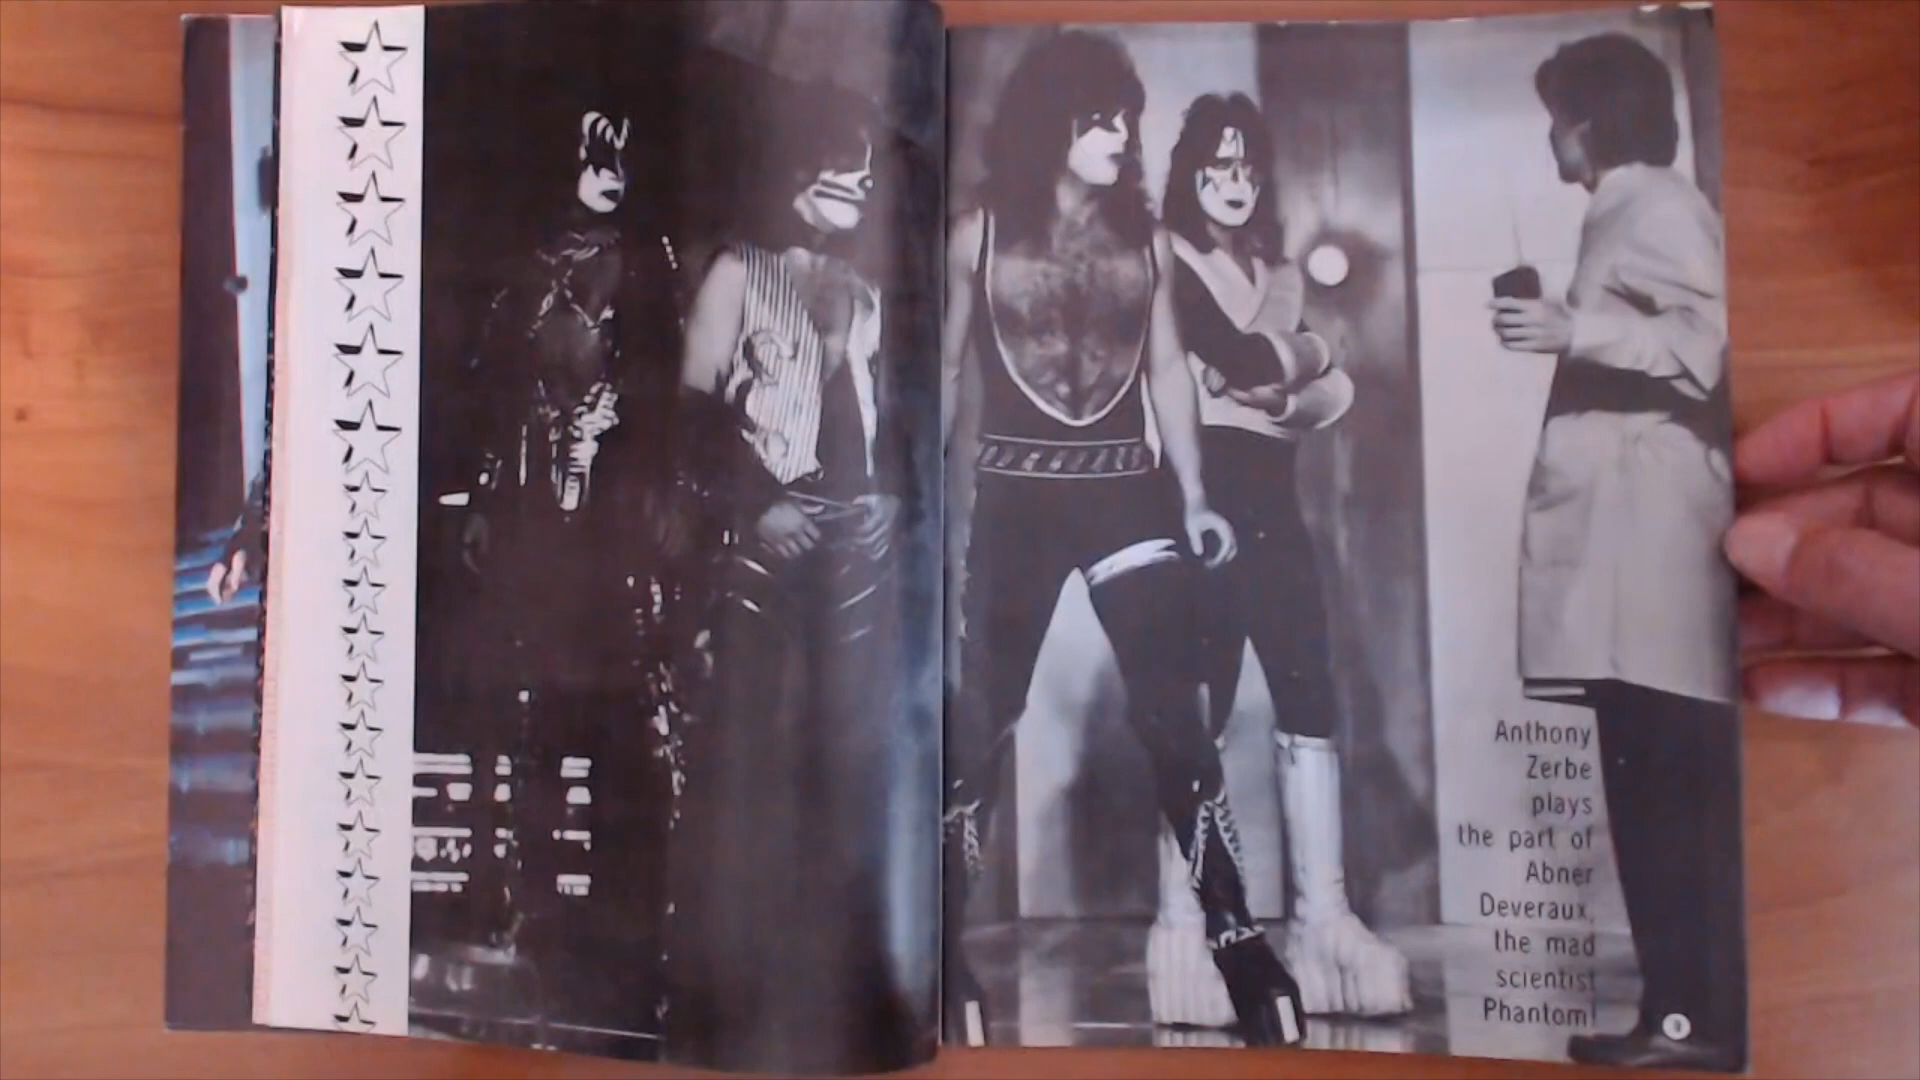 Anthony
Zerbe
plays
the part of
Abner
Deveraux,
the mad
scientist
Phantom!